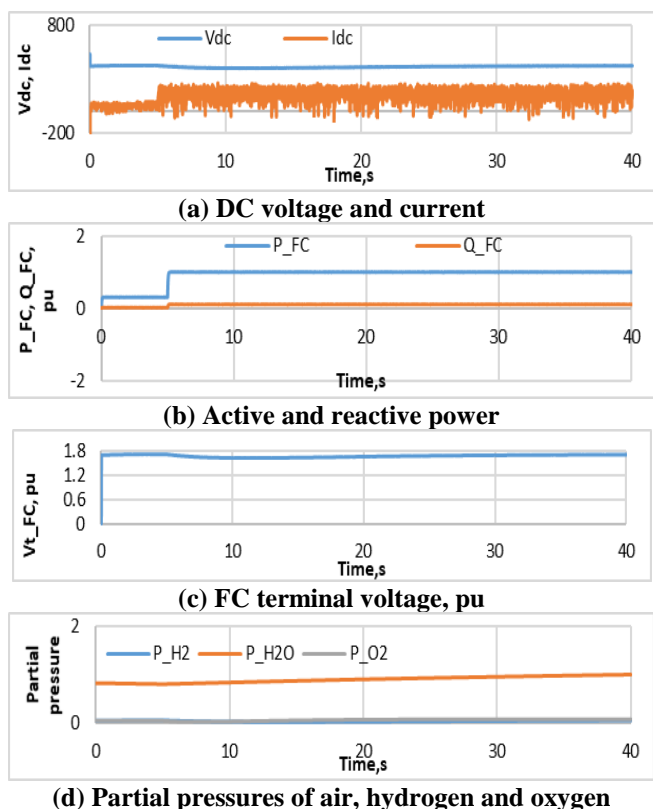 800
Vdc Idc
Vdc, Idc
-200
0 10 20 30 40
Time,s
(a) DC voltage and current
2
P_FC Q_FC
P_FC, Q_FC,
pu
0
0 10 20 30 40
-2
Time,s
(b) Active and reactive power
1.8
1.2
0.6
0
Vt_FC, pu
0 10 20 30 40
Time,s
(c) FC terminal voltage, pu
2
P_H2 P_H2O P_O2
Partial
pressure
0
0 10 20 30 40
Time,s
(d) Partial pressures of air, hydrogen and oxygen